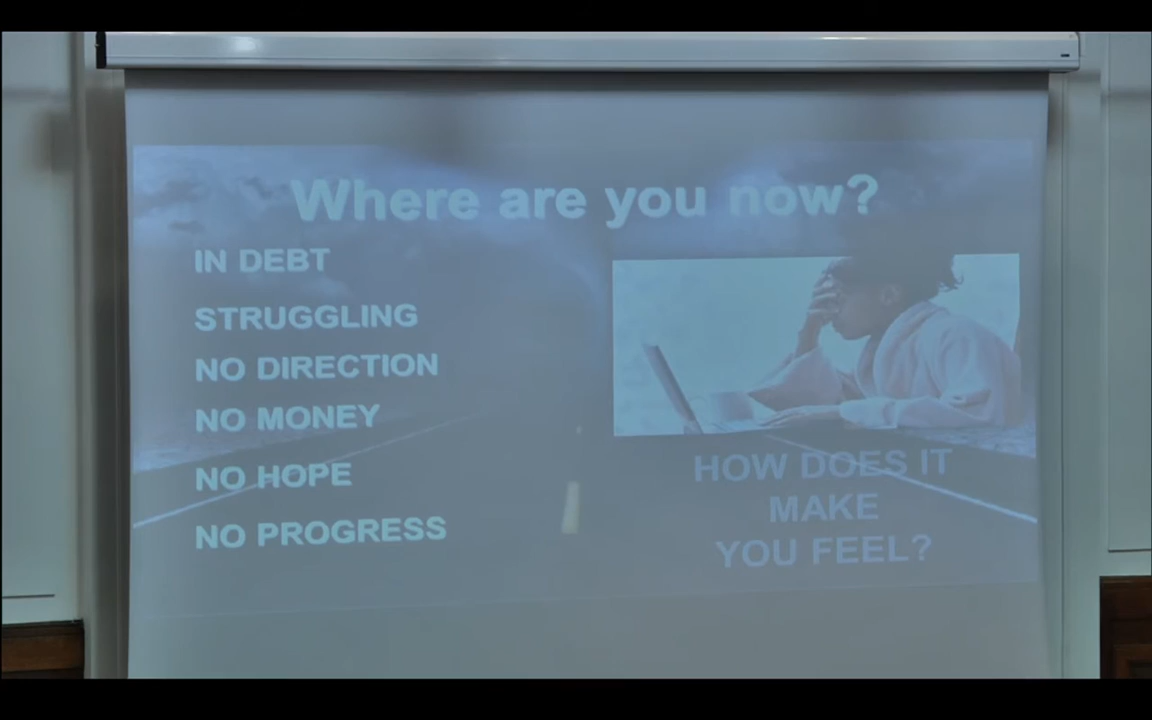 Where are you now?
IN DEBT
STRUGGLING
NO DIRECTION
NO MONEY
NO HOPE
NO PROGRESS
HOW DOES IT
MAKE
YOU FEEL?